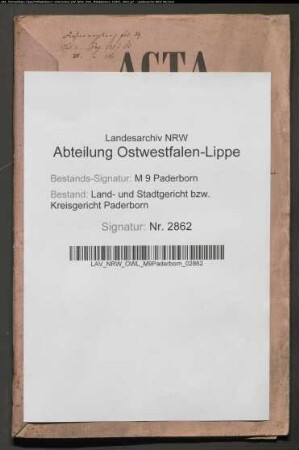 ACTA
Landesarchiv NRW
Abteilung Ostwestfalen-Lippe
Bestands-Signatur: M 9 Paderborn
Bestand: Land- und Stadtgericht bzw.
Kreisgericht Paderborn
Signatur: Nr. 2862
LAV_NRW_OWL_M9Paderborn_02862